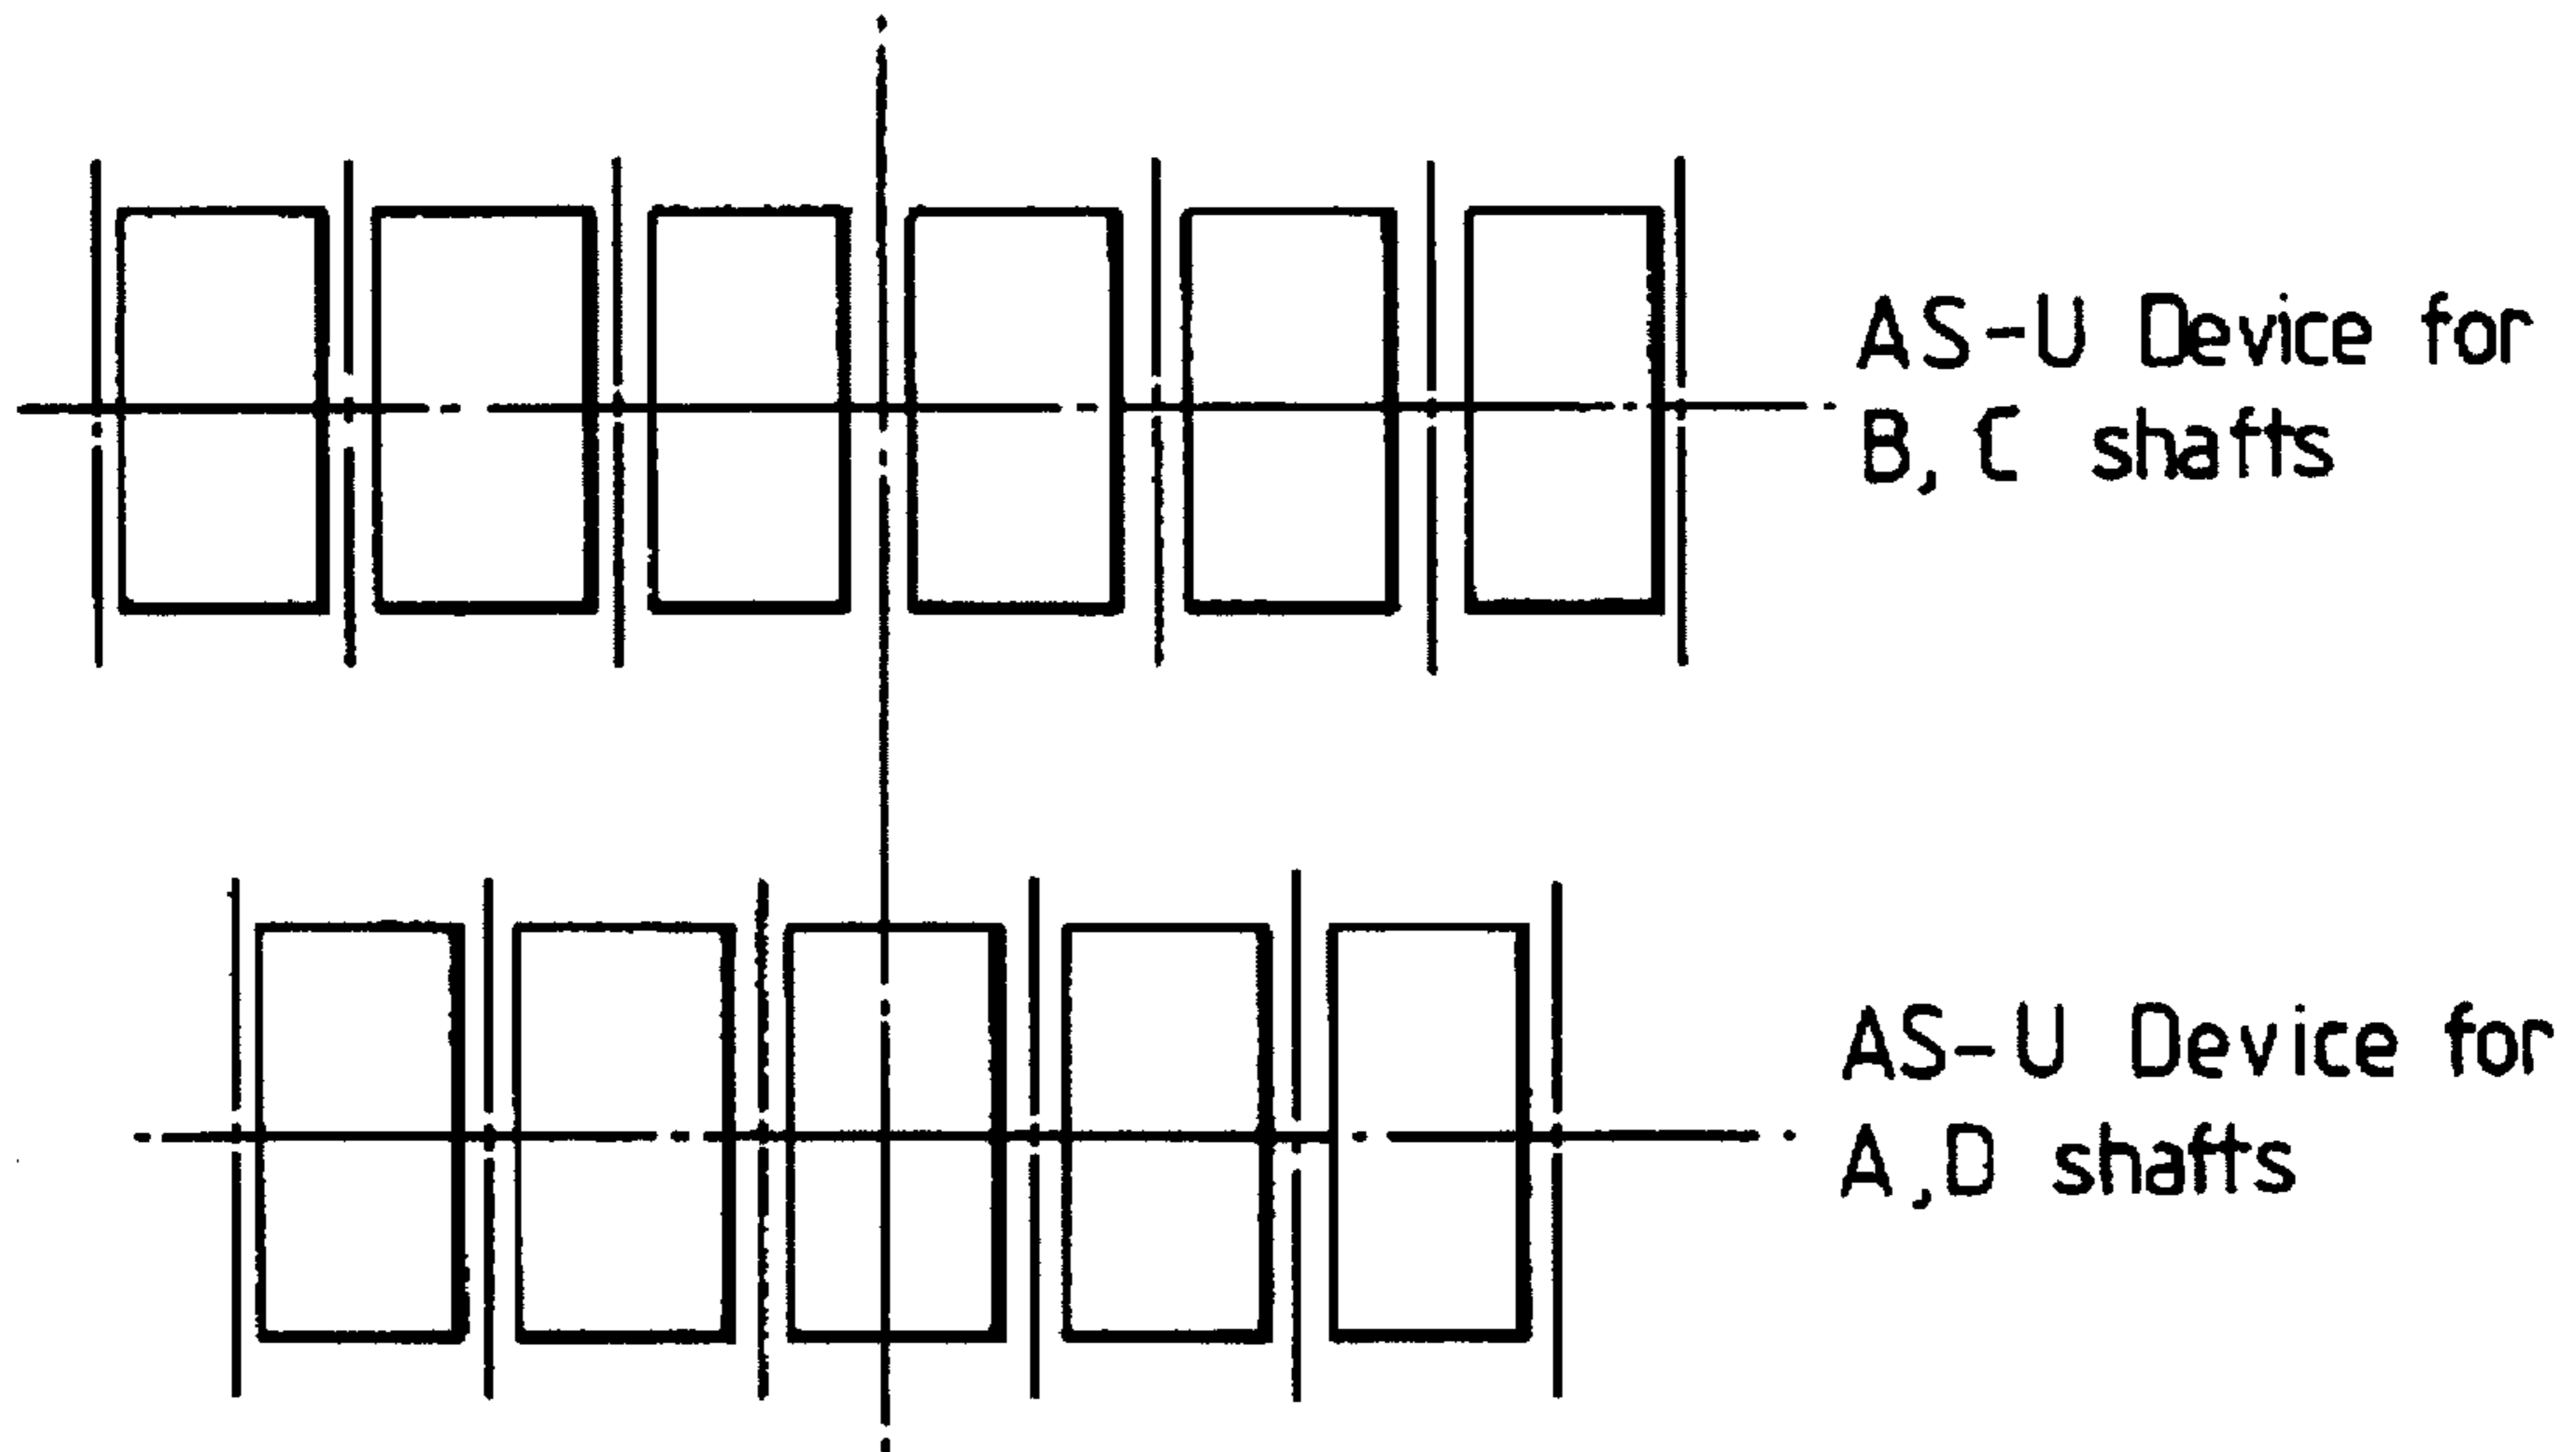 AS-U Device for
B, C shafts
AS-U Device for
A,D shafts